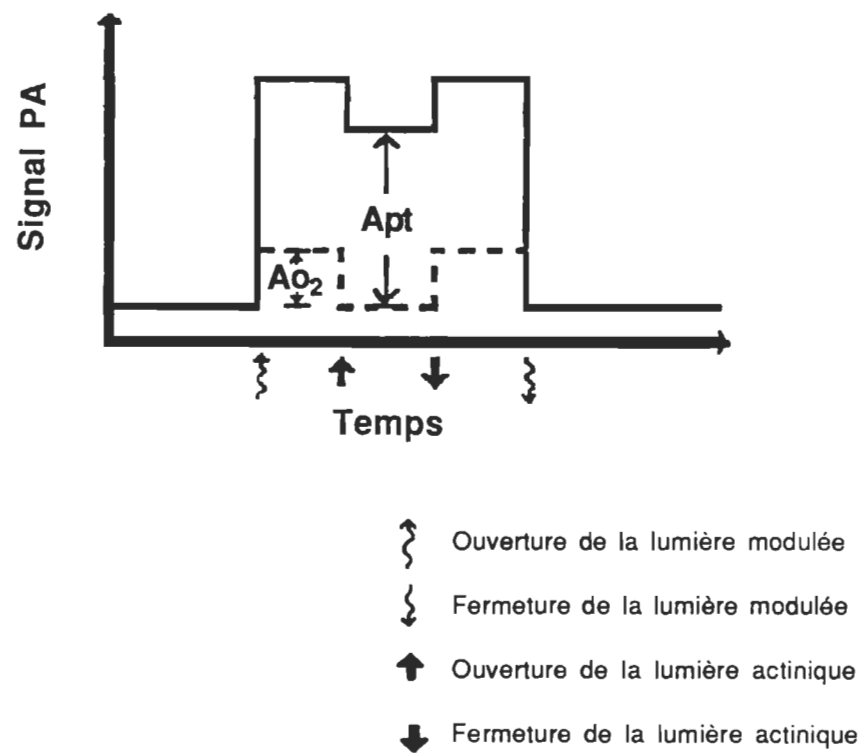 Signal PA
Apt
Ao₂
Temps
Ouverture de la lumière modulée
Fermeture de la lumière modulée
Ouverture de la lumière actinique
Fermeture de la lumière actinique